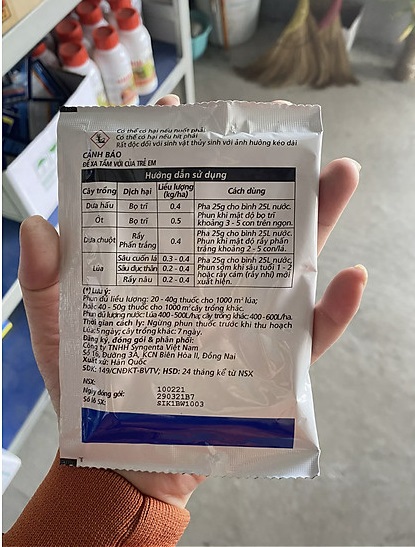 Có thể có hại nếu nuốt phải
Có thể có hại nếu hít phải
Rất độc đối với sinh vật thủy sinh với ảnh hưởng kéo dài
CẢNH BÁO
ĐỂ XA TẦM VỚI CỦA TRẺ EM
Hướng dẫn sử dụng
Cây trồng Dịch hại Liều lượng (kg/ha) Cách dùng
Dưa hấu Bọ trĩ 0.4 Pha 25g cho bình 25L nước.
Ớt Bọ trĩ 0.5 Phun khi mật độ bọ trĩ khoảng 3 - 5 con trên ngọn.
Dưa chuột Rầy Phấn trắng 0.4 Pha 25g cho bình 25L nước. Phun khi mật độ rầy phấn trắng khoảng 2 - 5 con/lá.
Lúa Sâu cuốn lá 0.3 - 0.4 Pha 25g cho bình 25L nước.
Sâu đục thân 0.2 - 0.4 Phun sớm khi sâu tuổi 1 - 2
Rầy nâu 0.2 - 0.4 hoặc rầy cám (rầy nhỏ) mới xuất hiện.
(*) Lưu ý:
Phun đủ liều lượng: 20 - 40g thuốc cho 1000 m² lúa;
hoặc 40 - 50g thuốc cho 1000 m² cây trồng khác.
Phun đủ lượng nước: Lúa 400 -500L/ha; cây trồng khác: 400 -600L/ha.
Thời gian cách ly: Ngừng phun thuốc trước khi thu hoạch
Lúa: 5 ngày; cây trồng khác: 7 ngày.
Đăng ký, đóng gói & phân phối:
Công ty TNHH Syngenta Việt Nam
Số 16, Đường 3A, KCN Biên Hòa II, Đồng Nai
Xuất xứ: Hàn Quốc
SĐK: 149/CNĐKT-BVTV; HSD: 24 tháng kể từ NSX
NSX: 100221
Ngày đóng gói: 290321B7
Số lô SX: SIK1BW1003